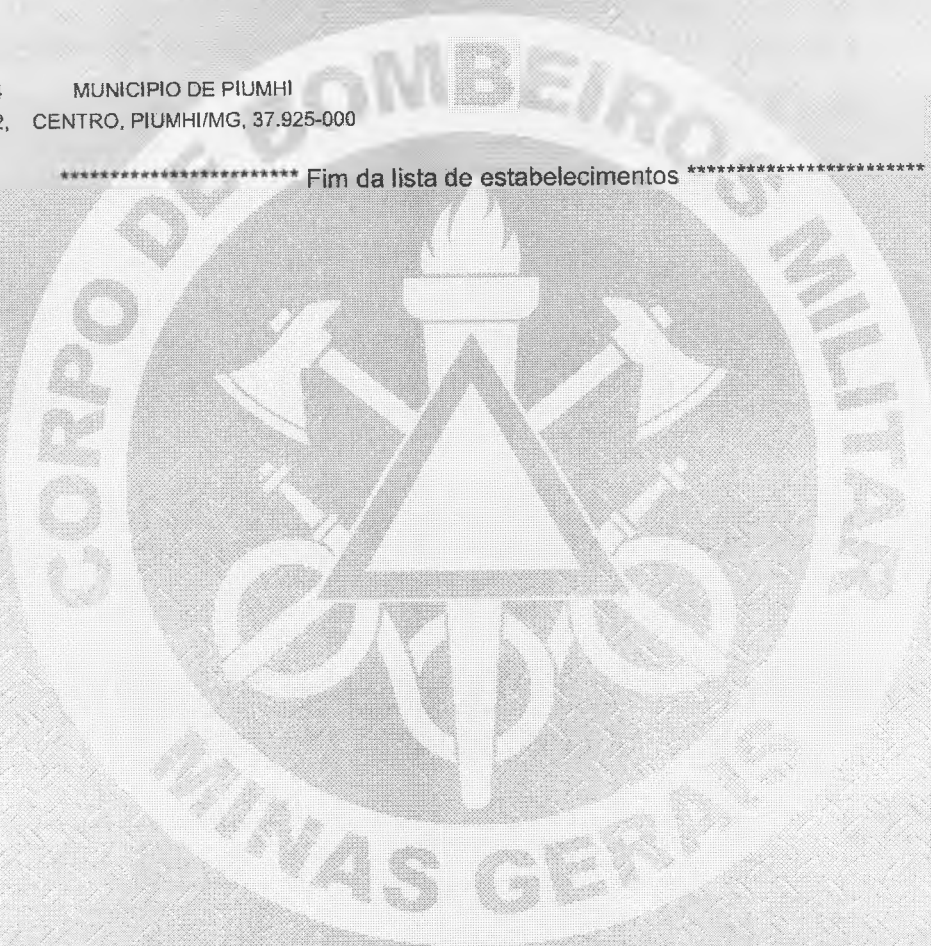 MUNICIPIO DE PIUMHI
2, CENTRO, PIUMHI/MG, 37.925-000
************************ Fim da lista de estabelecimentos ************************
CORPO DE BOMBEIROS MILITAR
MINAS GERAIS